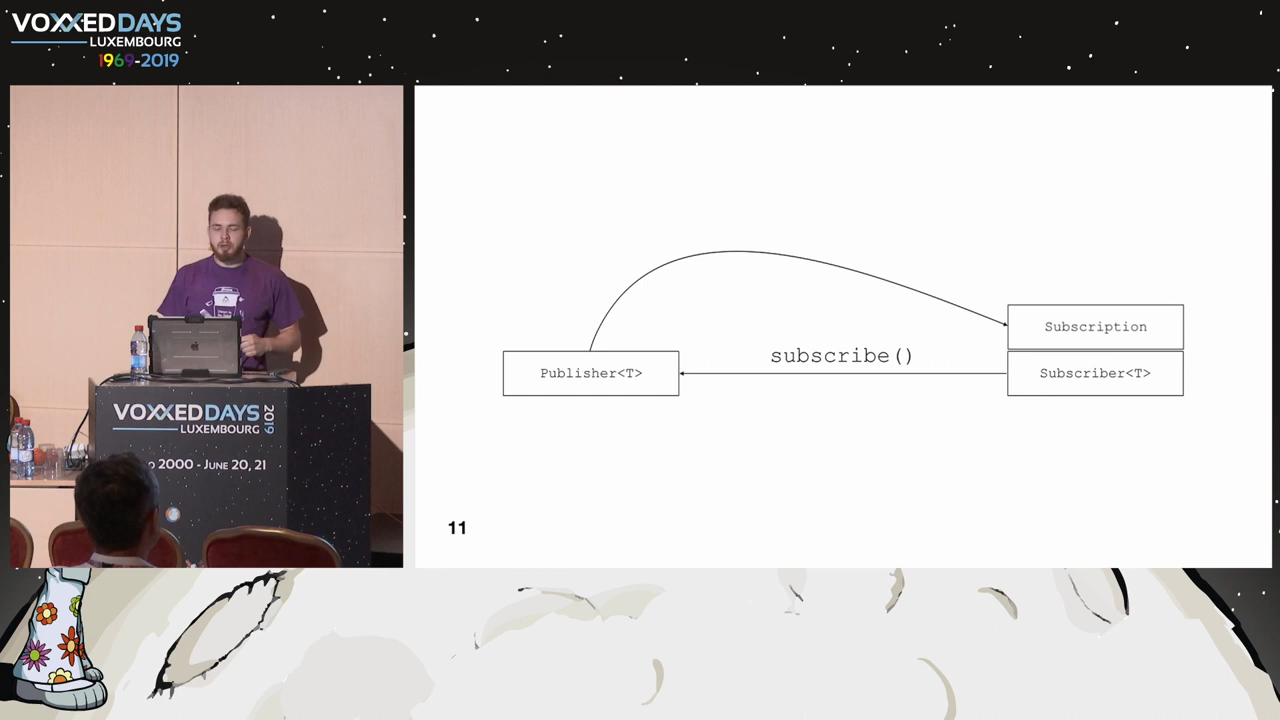 VOXXEDDAYS
LUXEMBOURG
1969-2019
Subscription
subscribe()
Publisher<T>
Subscriber<T>
11
VOXXEDDAYS
2019
LUXEMBOURG
2000 - JUNE 20, 21